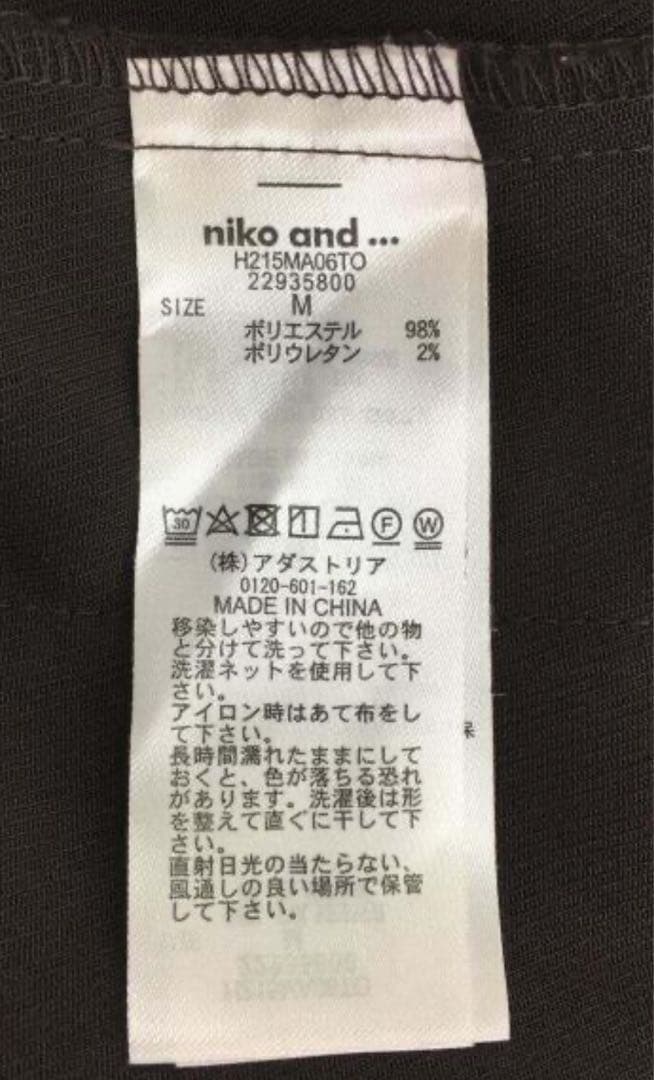 niko and ...
H215MA06TO
22935800
SIZE M
ポリエステル 98%
ポリウレタン 2%
30 F W
(株)アダストリア
0120-601-162
MADE IN CHINA
移染しやすいので他の物
と分けて洗って下さい。
洗濯ネットを使用して下
さい。
アイロン時はあて布をし
て下さい。
長時間濡れたままにして
おくと、色が落ちる恐れ
があります。洗濯後は形
を整えて直ぐに干して下
さい。
直射日光の当たらない、
風通しの良い場所で保管
して下さい。